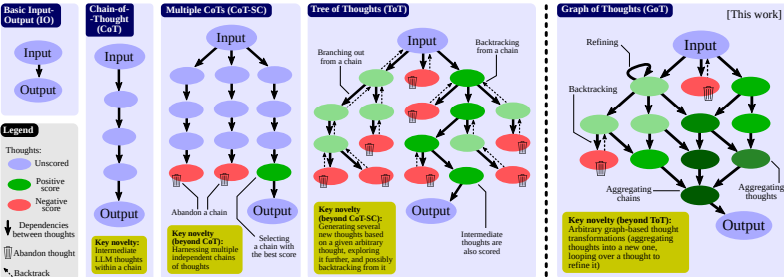 Basic Input-
Output (IO)
Input
Output
Legend
Thoughts:
Unscored
Positive
score
Negative
score
Dependencies
between thoughts
Abandon thought
Backtrack
Chain-of-
-Thought
(CoT)
Input
Output
Key novelty:
Intermediate
LLM thoughts
within a chain
Multiple CoTs (CoT-SC)
Input
Abandon a chain
Output
Selecting
a chain with
the best score
Key novelty
(beyond CoT):
Harnessing multiple
independent chains
of thoughts
Tree of Thoughts (ToT)
Input
Branching out
from a chain
Backtracking
from a chain
Output
Intermediate
thoughts are
also scored
Key novelty
(beyond CoT-SC):
Generating several
new thoughts based
on a given arbitrary
thought, exploring
it further, and possibly
backtracking from it
Graph of Thoughts (GoT)
[This work]
Refining
Input
Backtracking
Aggregating
chains
Aggregating
thoughts
Output
Key novelty (beyond ToT):
Arbitrary graph-based thought
transformations (aggregating
thoughts into a new one,
looping over a thought to
refine it)